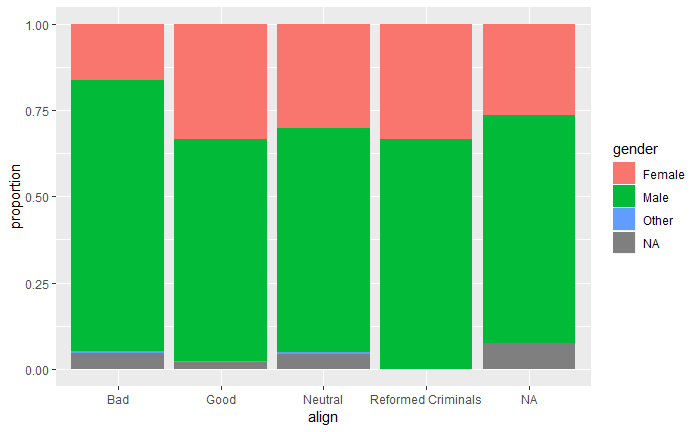 1.00
0.75
0.50
0.25
0.00
proportion
Bad
Good
Neutral
Reformed Criminals
NA
align
gender
Female
Male
Other
NA